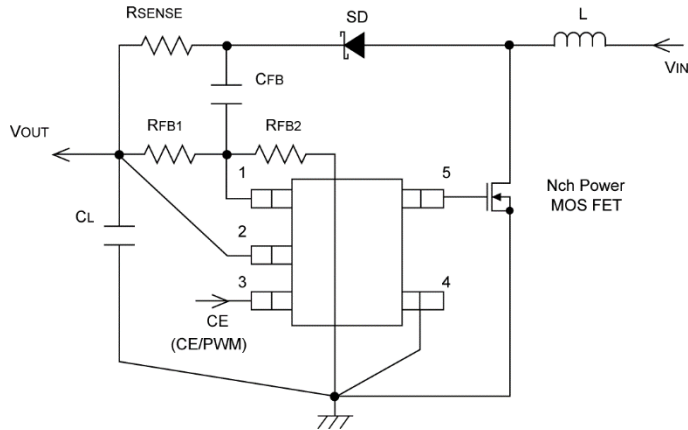 RSENSE
SD
L
VIN
CFB
VOUT
RFB1
RFB2
1
5
Nch Power
MOS FET
CL
2
3
4
CE
(CE/PWM)